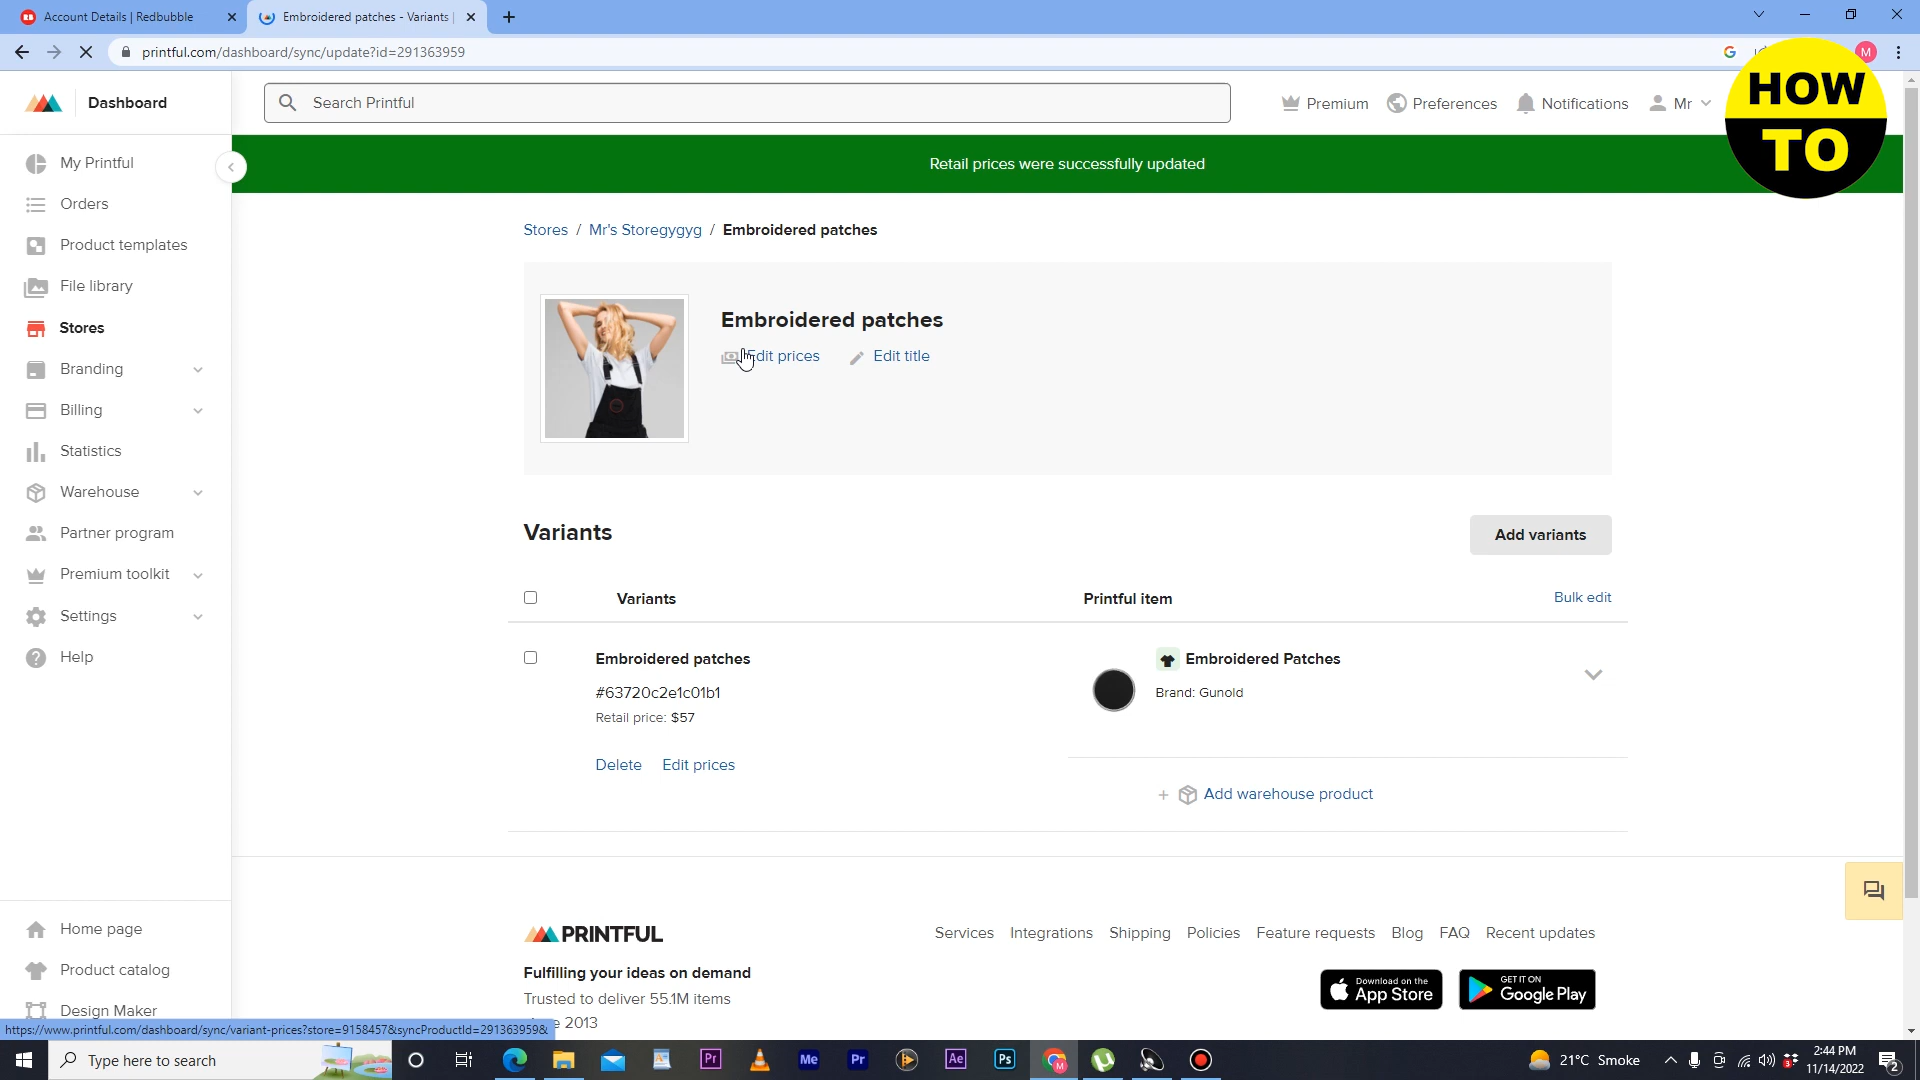 Account Details | Redbubble
Embroidered patches - Variants
printful.com/dashboard/sync/update?id=291363959
M
HOW
TO
Dashboard
Search Printful
Premium
Preferences
Notifications
Mr
My Printful
Orders
Product templates
File library
Stores
Branding
Billing
Statistics
Warehouse
Partner program
Premium toolkit
Settings
Help
Home page
Product catalog
Design Maker
Retail prices were successfully updated
Stores / Mr's Storegygyg / Embroidered patches
Embroidered patches
Edit prices
Edit title
Variants
Add variants
Variants
Printful item
Bulk edit
Embroidered patches
#63720c2e1c01b1
Retail price: $57
Delete
Edit prices
Embroidered Patches
Brand: Gunold
+ Add warehouse product
PRINTFUL
Fulfilling your ideas on demand
Trusted to deliver 55.1M items
2013
Services
Integrations
Shipping
Policies
Feature requests
Blog
FAQ
Recent updates
Download on the
App Store
GET IT ON
Google Play
https://www.printful.com/dashboard/sync/variant-prices?store=9158457&syncProductId=291363959&
Type here to search
Pr
Me
Pr
Ae
Ps
21°C Smoke
3
2:44 PM
11/14/2022
2